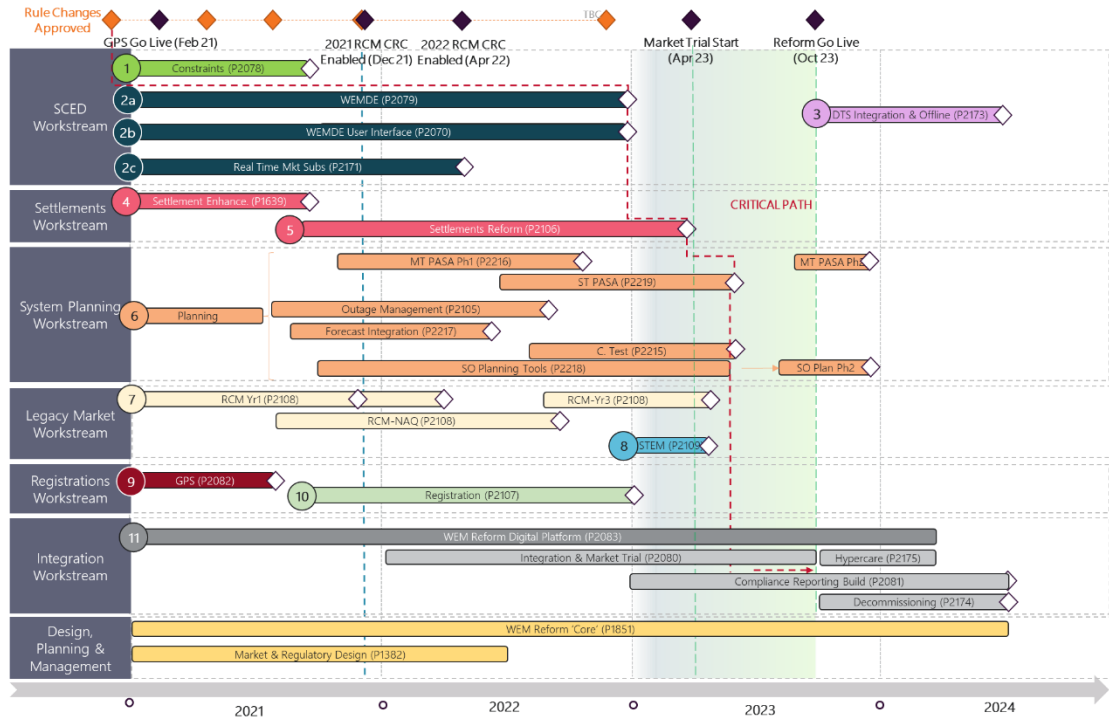 Rule Changes
Approved
TBC
GPS Go Live (Feb 21)
2021 RCM CRC
Enabled (Dec 21)
2022 RCM CRC
Enabled (Apr 22)
Market Trial Start
(Apr 23)
Reform Go Live
(Oct 23)
SCED
Workstream
1
Constraints (P2078)
2a
WEMDE (P2079)
2b
WEMDE User Interface (P2070)
2c
Real Time Mkt Subs (P2171)
3
DTS Integration & Offline (P2173)
Settlements
Workstream
4
Settlement Enhance. (P1639)
5
Settlements Reform (P2106)
CRITICAL PATH
System Planning
Workstream
6
Planning
MT PASA Ph1 (P2216)
MT PASA Ph2
ST PASA (P2219)
Outage Management (P2105)
Forecast Integration (P2217)
C. Test (P2215)
SO Planning Tools (P2218)
SO Plan Ph2
Legacy Market
Workstream
7
RCM Yr1 (P2108)
RCM-Yr3 (P2108)
RCM-NAQ (P2108)
8
STEM (P2109)
Registrations
Workstream
9
GPS (P2082)
10
Registration (P2107)
Integration
Workstream
11
WEM Reform Digital Platform (P2083)
Integration & Market Trial (P2080)
Hypercare (P2175)
Compliance Reporting Build (P2081)
Decommissioning (P2174)
Design,
Planning &
Management
WEM Reform 'Core' (P1851)
Market & Regulatory Design (P1382)
2021
2022
2023
2024